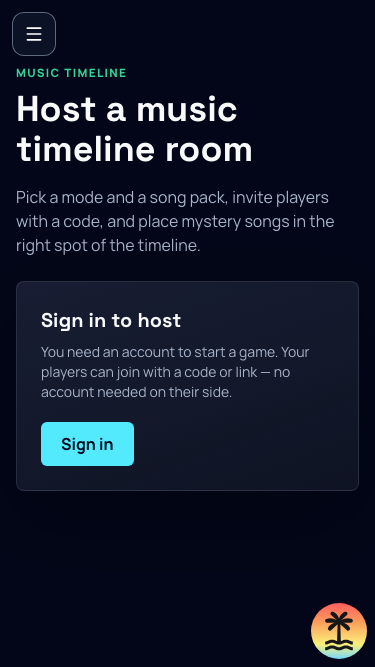 MUSIC TIMELINE
Host a music
timeline room
Pick a mode and a song pack, invite players
with a code, and place mystery songs in the
right spot of the timeline.
Sign in to host
You need an account to start a game. Your
players can join with a code or link — no
account needed on their side.
Sign in